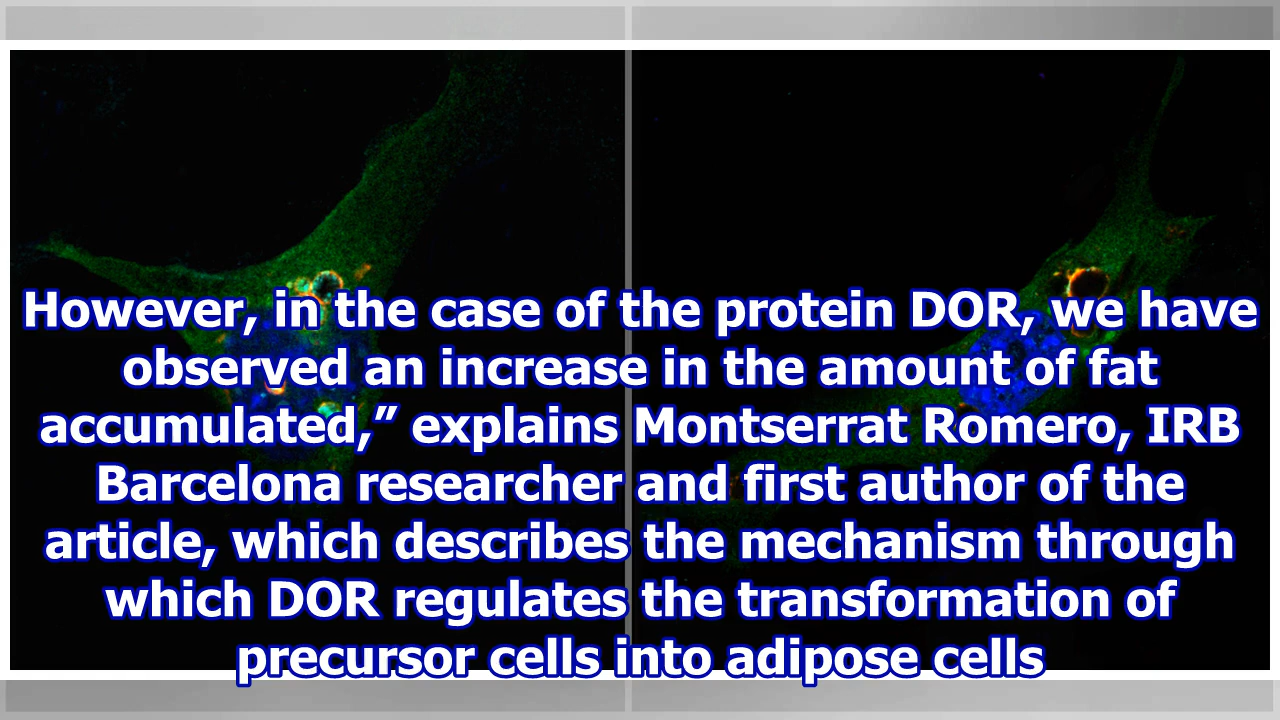 However, in the case of the protein DOR, we have
observed an increase in the amount of fat
accumulated,” explains Montserrat Romero, IRB
Barcelona researcher and first author of the
article, which describes the mechanism through
which DOR regulates the transformation of
precursor cells into adipose cells